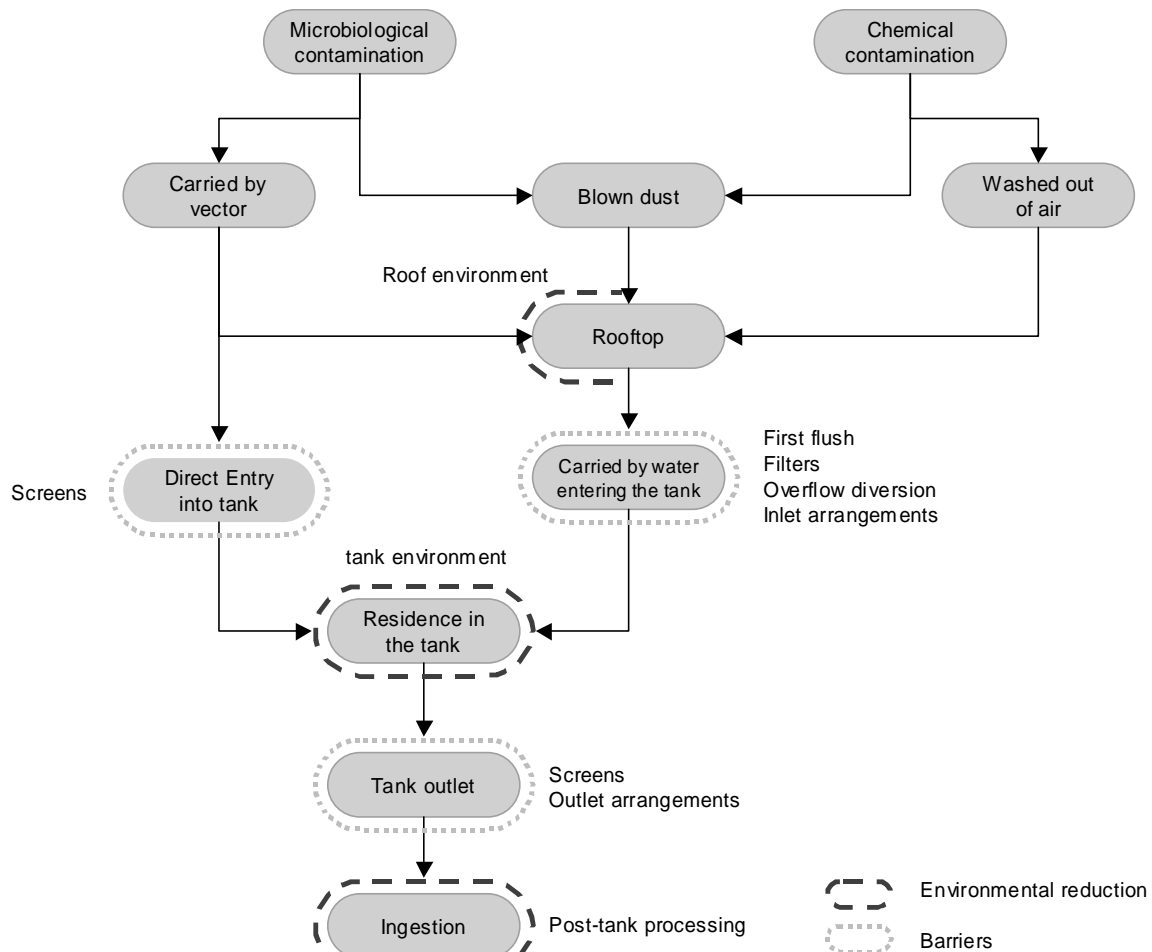 Microbiological
contamination
Chemical
contamination
Carried by
vector
Blown dust
Washed out
of air
Roof environment
Rooftop
Screens
Direct Entry
into tank
Carried by water
entering the tank
First flush
Filters
Overflow diversion
Inlet arrangements
tank environment
Residence in
the tank
Tank outlet
Screens
Outlet arrangements
Ingestion
Post-tank processing
Environmental reduction
Barriers